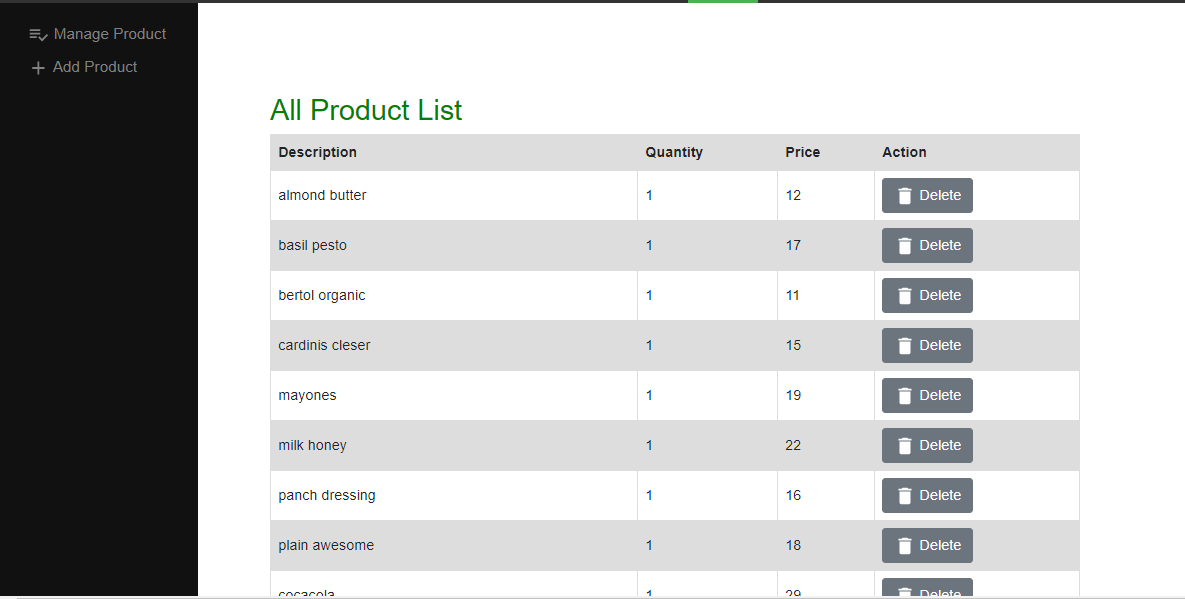 Manage Product
Add Product
All Product List
Description Quantity Price Action
almond butter 1 12 Delete
basil pesto 1 17 Delete
bertol organic 1 11 Delete
cardinis cleser 1 15 Delete
mayones 1 19 Delete
milk honey 1 22 Delete
panch dressing 1 16 Delete
plain awesome 1 18 Delete
cocacola 1 29 Delete